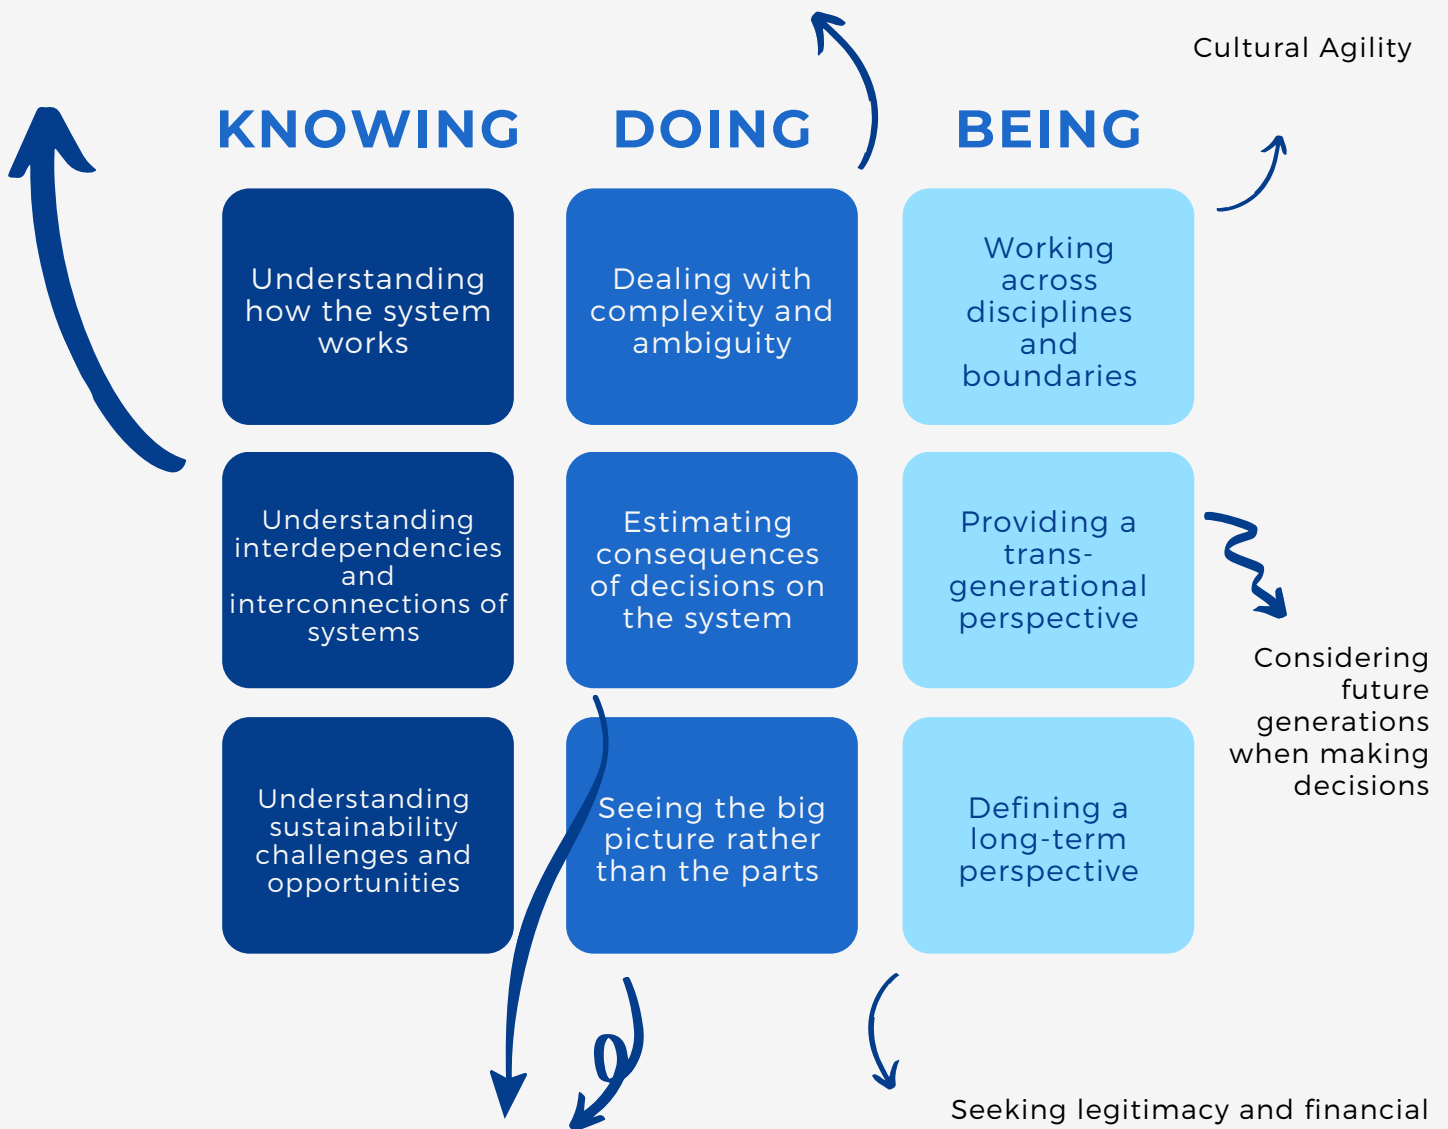 Cultural Agility
KNOWING
DOING
BEING
Understanding
how the system
works
Dealing with
complexity and
ambiguity
Working
across
disciplines
and
boundaries
Understanding
interdependencies
and
interconnections of
systems
Estimating
consequences
of decisions on
the system
Providing a
trans-
generational
perspective
Considering
future
generations
when making
decisions
Understanding
sustainability
challenges and
opportunities
Seeing the big
picture rather
than the parts
Defining a
long-term
perspective
Seeking legitimacy and financial